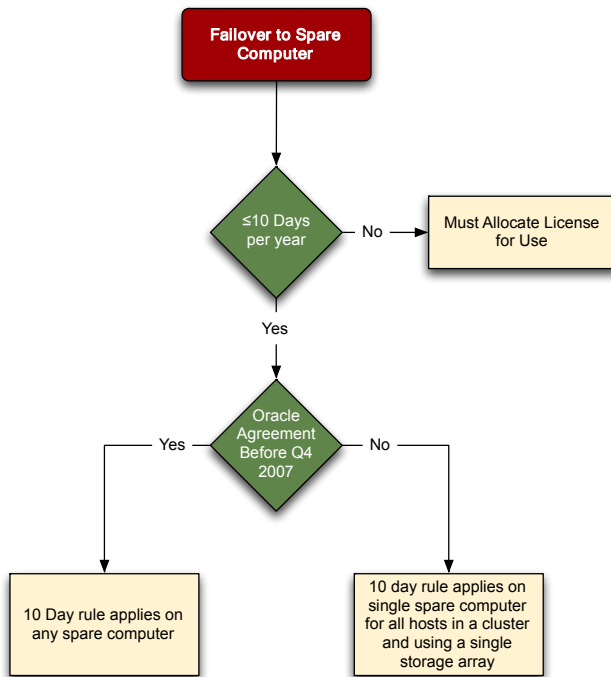 Failover to Spare
Computer
≤10 Days
per year
No
Must Allocate License
for Use
Yes
Oracle
Agreement
Before Q4
2007
Yes
No
10 Day rule applies on
any spare computer
10 day rule applies on
single spare computer
for all hosts in a cluster
and using a single
storage array